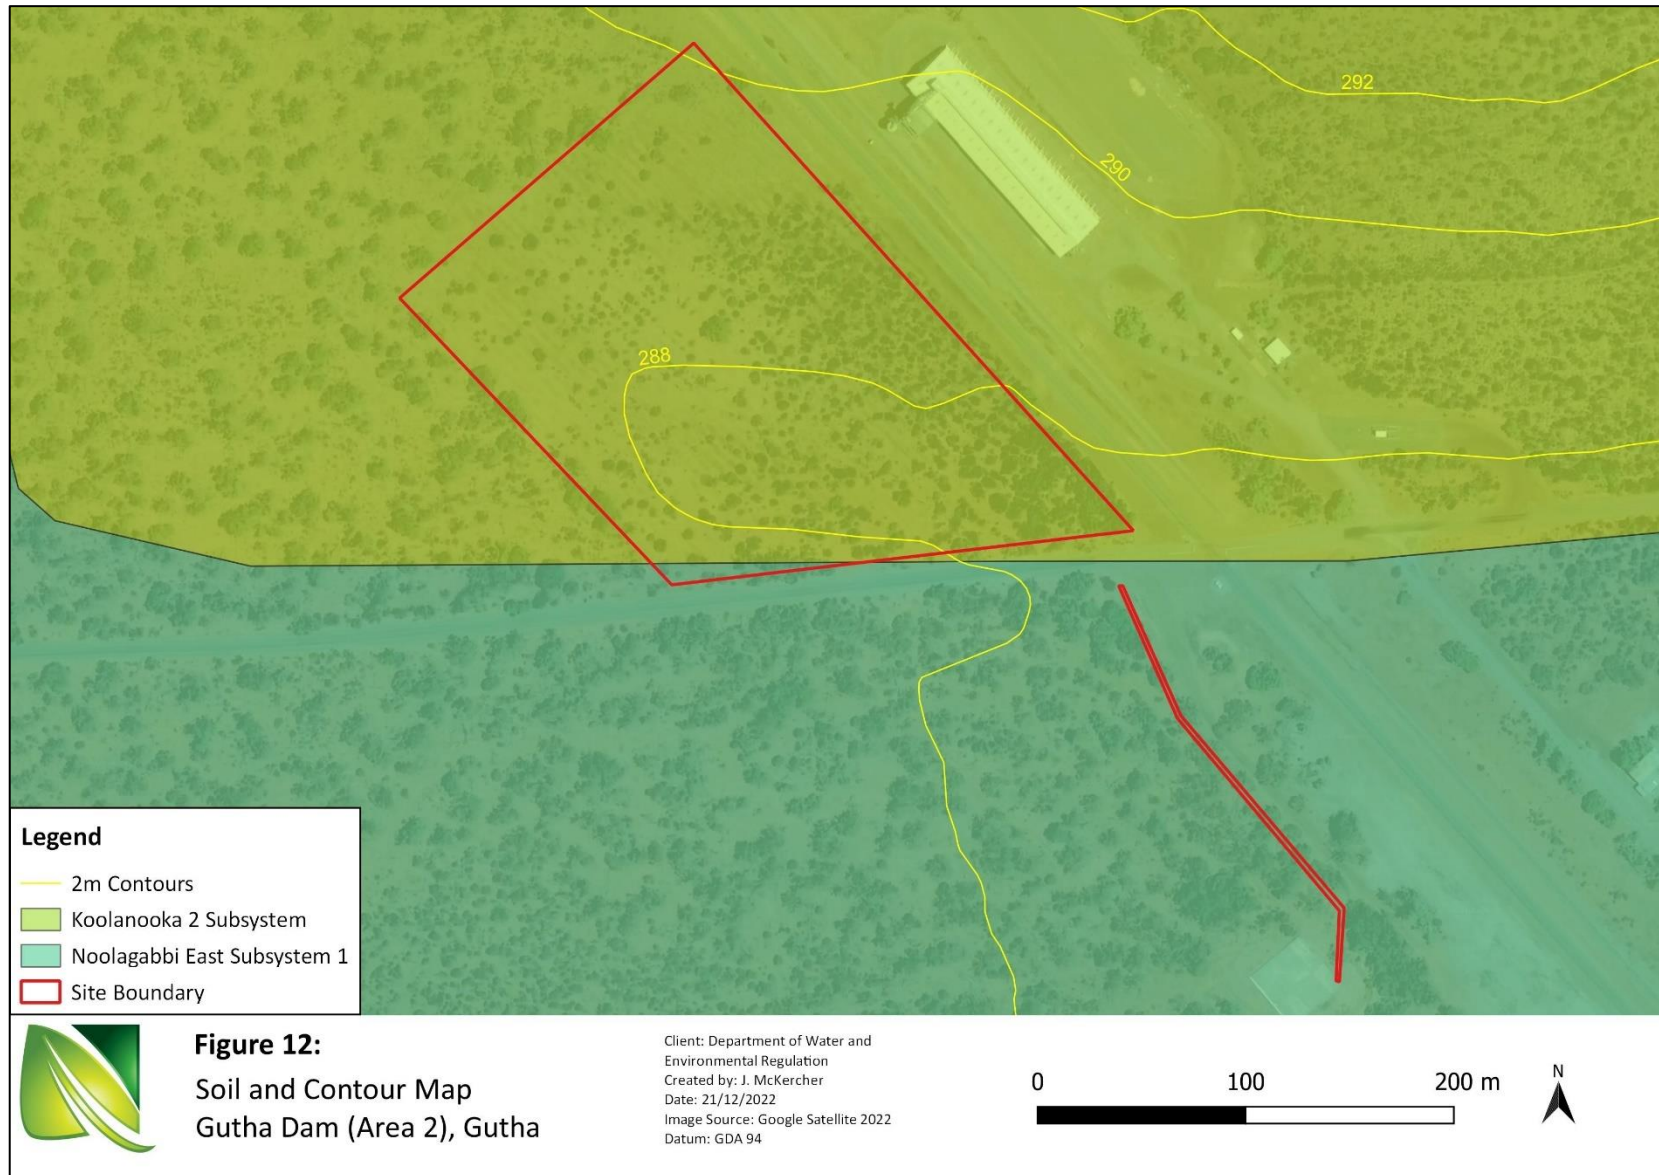 292
290
288
Legend
2m Contours
Koolanooka 2 Subsystem
Noolagabbi East Subsystem 1
Site Boundary
Figure 12:
Soil and Contour Map
Gutha Dam (Area 2), Gutha
Client: Department of Water and
Environmental Regulation
Created by: J. McKercher
Date: 21/12/2022
Image Source: Google Satellite 2022
Datum: GDA 94
0 100 200 m
N